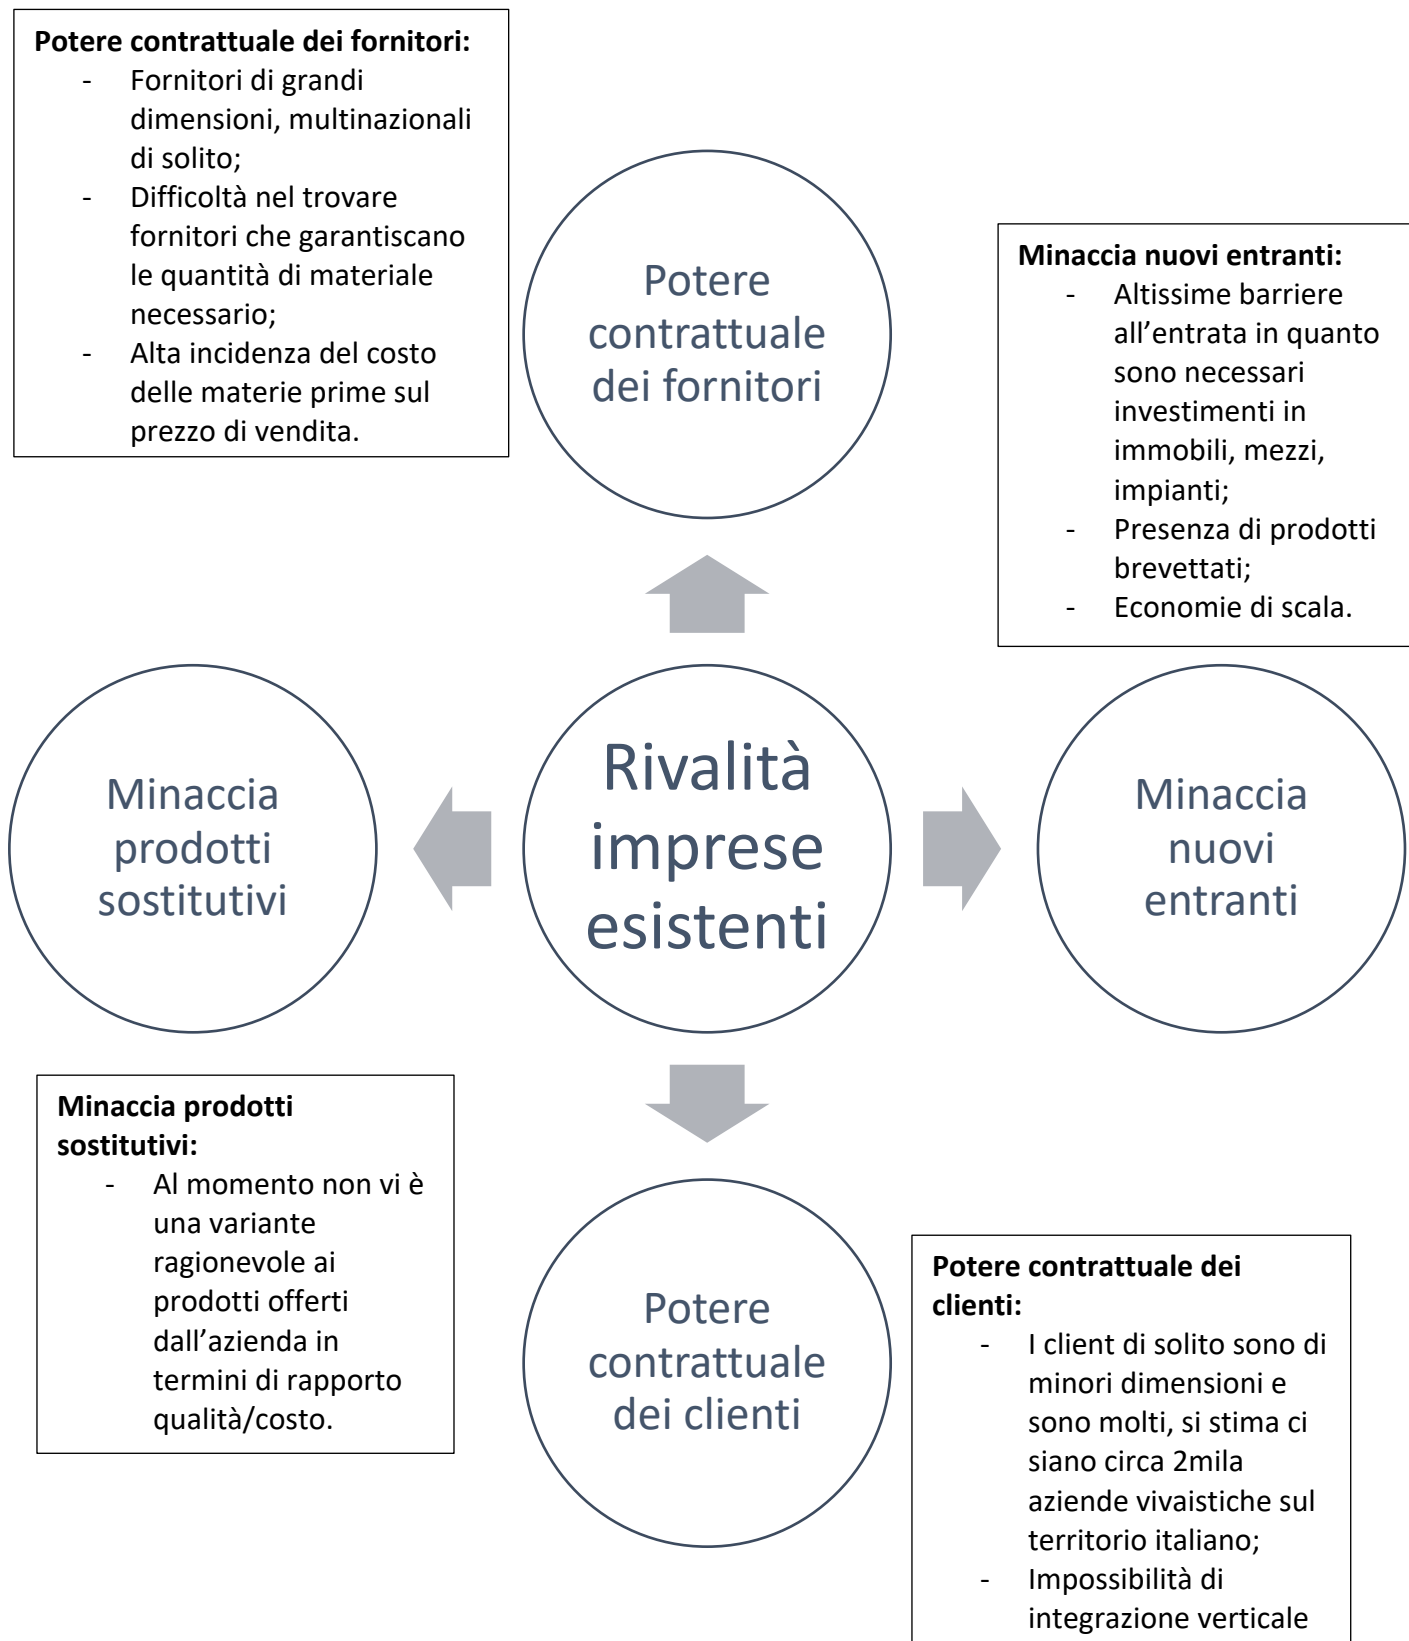 Potere contrattuale dei fornitori:
- Fornitori di grandi
dimensioni, multinazionali
di solito;
- Difficoltà nel trovare
fornitori che garantiscano
le quantità di materiale
necessario;
- Alta incidenza del costo
delle materie prime sul
prezzo di vendita.
Potere
contrattuale
dei fornitori
Minaccia nuovi entranti:
- Altissime barriere
all’entrata in quanto
sono necessari
investimenti in
immobili, mezzi,
impianti;
- Presenza di prodotti
brevettati;
- Economie di scala.
Minaccia
prodotti
sostitutivi
Rivalità
imprese
esistenti
Minaccia
nuovi
entranti
Minaccia prodotti
sostitutivi:
- Al momento non vi è
una variante
ragionevole ai
prodotti offerti
dall’azienda in
termini di rapporto
qualità/costo.
Potere
contrattuale
dei clienti
Potere contrattuale dei
clienti:
- I client di solito sono di
minori dimensioni e
sono molti, si stima ci
siano circa 2mila
aziende vivaistiche sul
territorio italiano;
- Impossibilità di
integrazione verticale